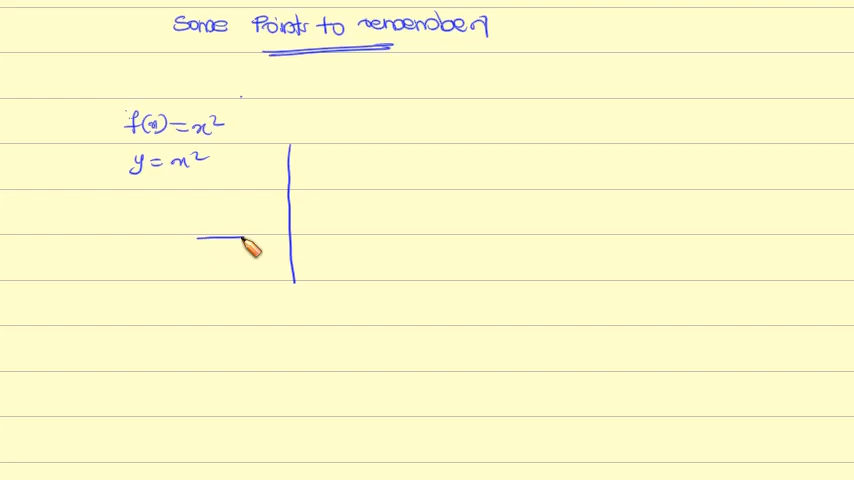 Some Points to remember
f(x) = x²
y = x²